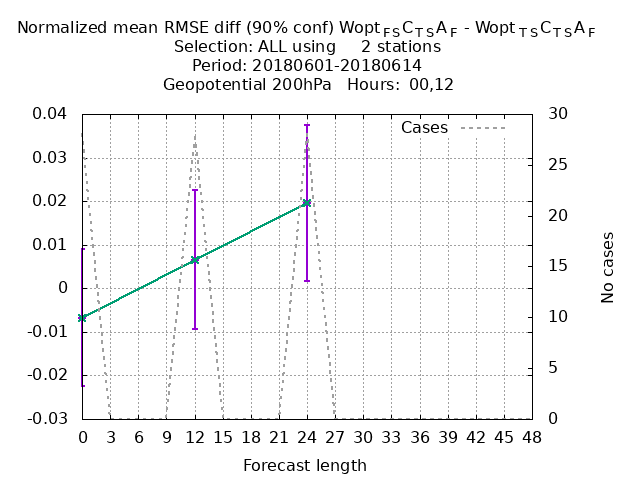 Normalized mean RMSE diff (90% conf) Wopt FS C TS A F - Wopt TS C TS A F
Selection: ALL using 2 stations
Period: 20180601-20180614
Geopotential 200hPa Hours: 00,12
Cases
0.04
0.03
0.02
0.01
0
-0.01
-0.02
-0.03
30
25
20
15
10
5
0
No cases
0 3 6 9 12 15 18 21 24 27 30 33 36 39 42 45 48
Forecast length